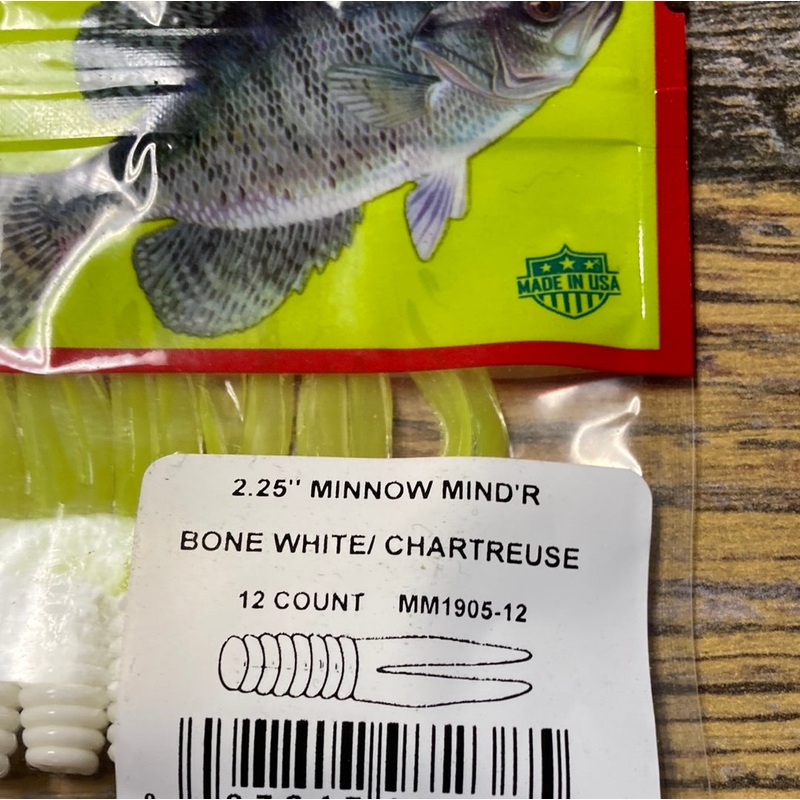 MADE IN USA
2.25" MINNOW MIND'R
BONE WHITE/ CHARTREUSE
12 COUNT MM1905-12